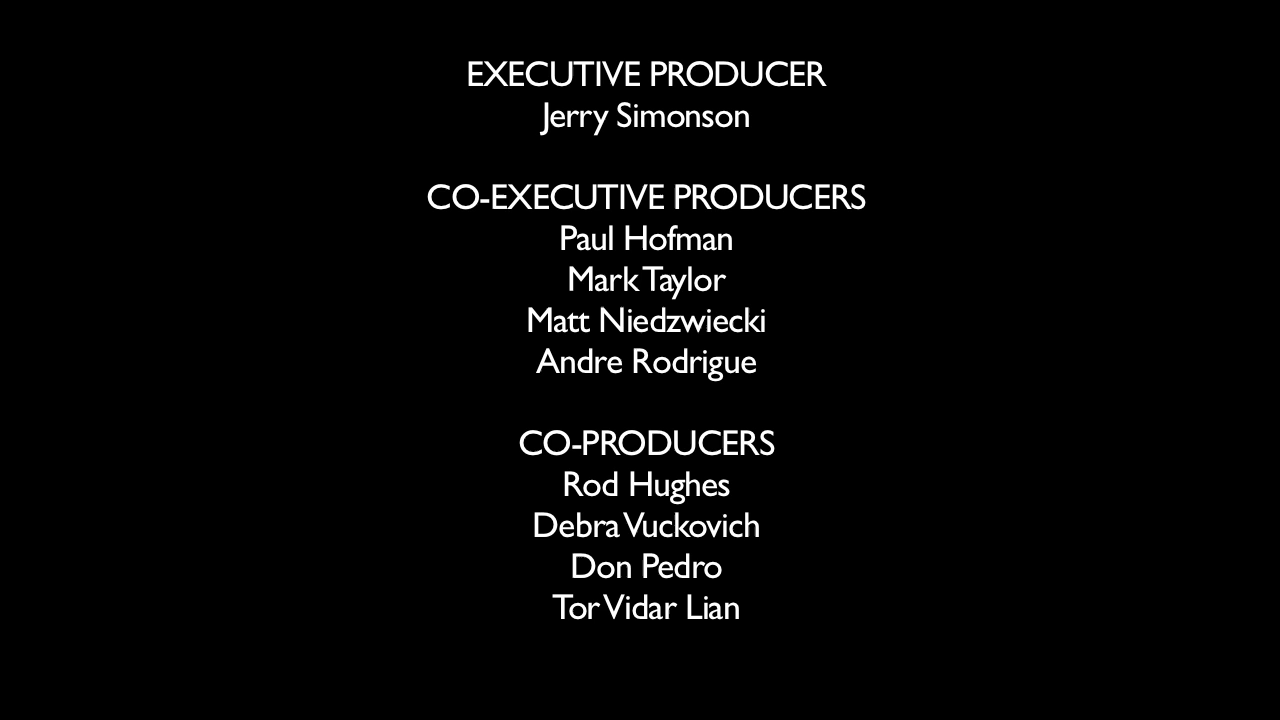 EXECUTIVE PRODUCER
Jerry Simonson
CO-EXECUTIVE PRODUCERS
Paul Hofman
Mark Taylor
Matt Niedzwiecki
Andre Rodrigue
CO-PRODUCERS
Rod Hughes
Debra Vuckovich
Don Pedro
Tor Vidar Lian